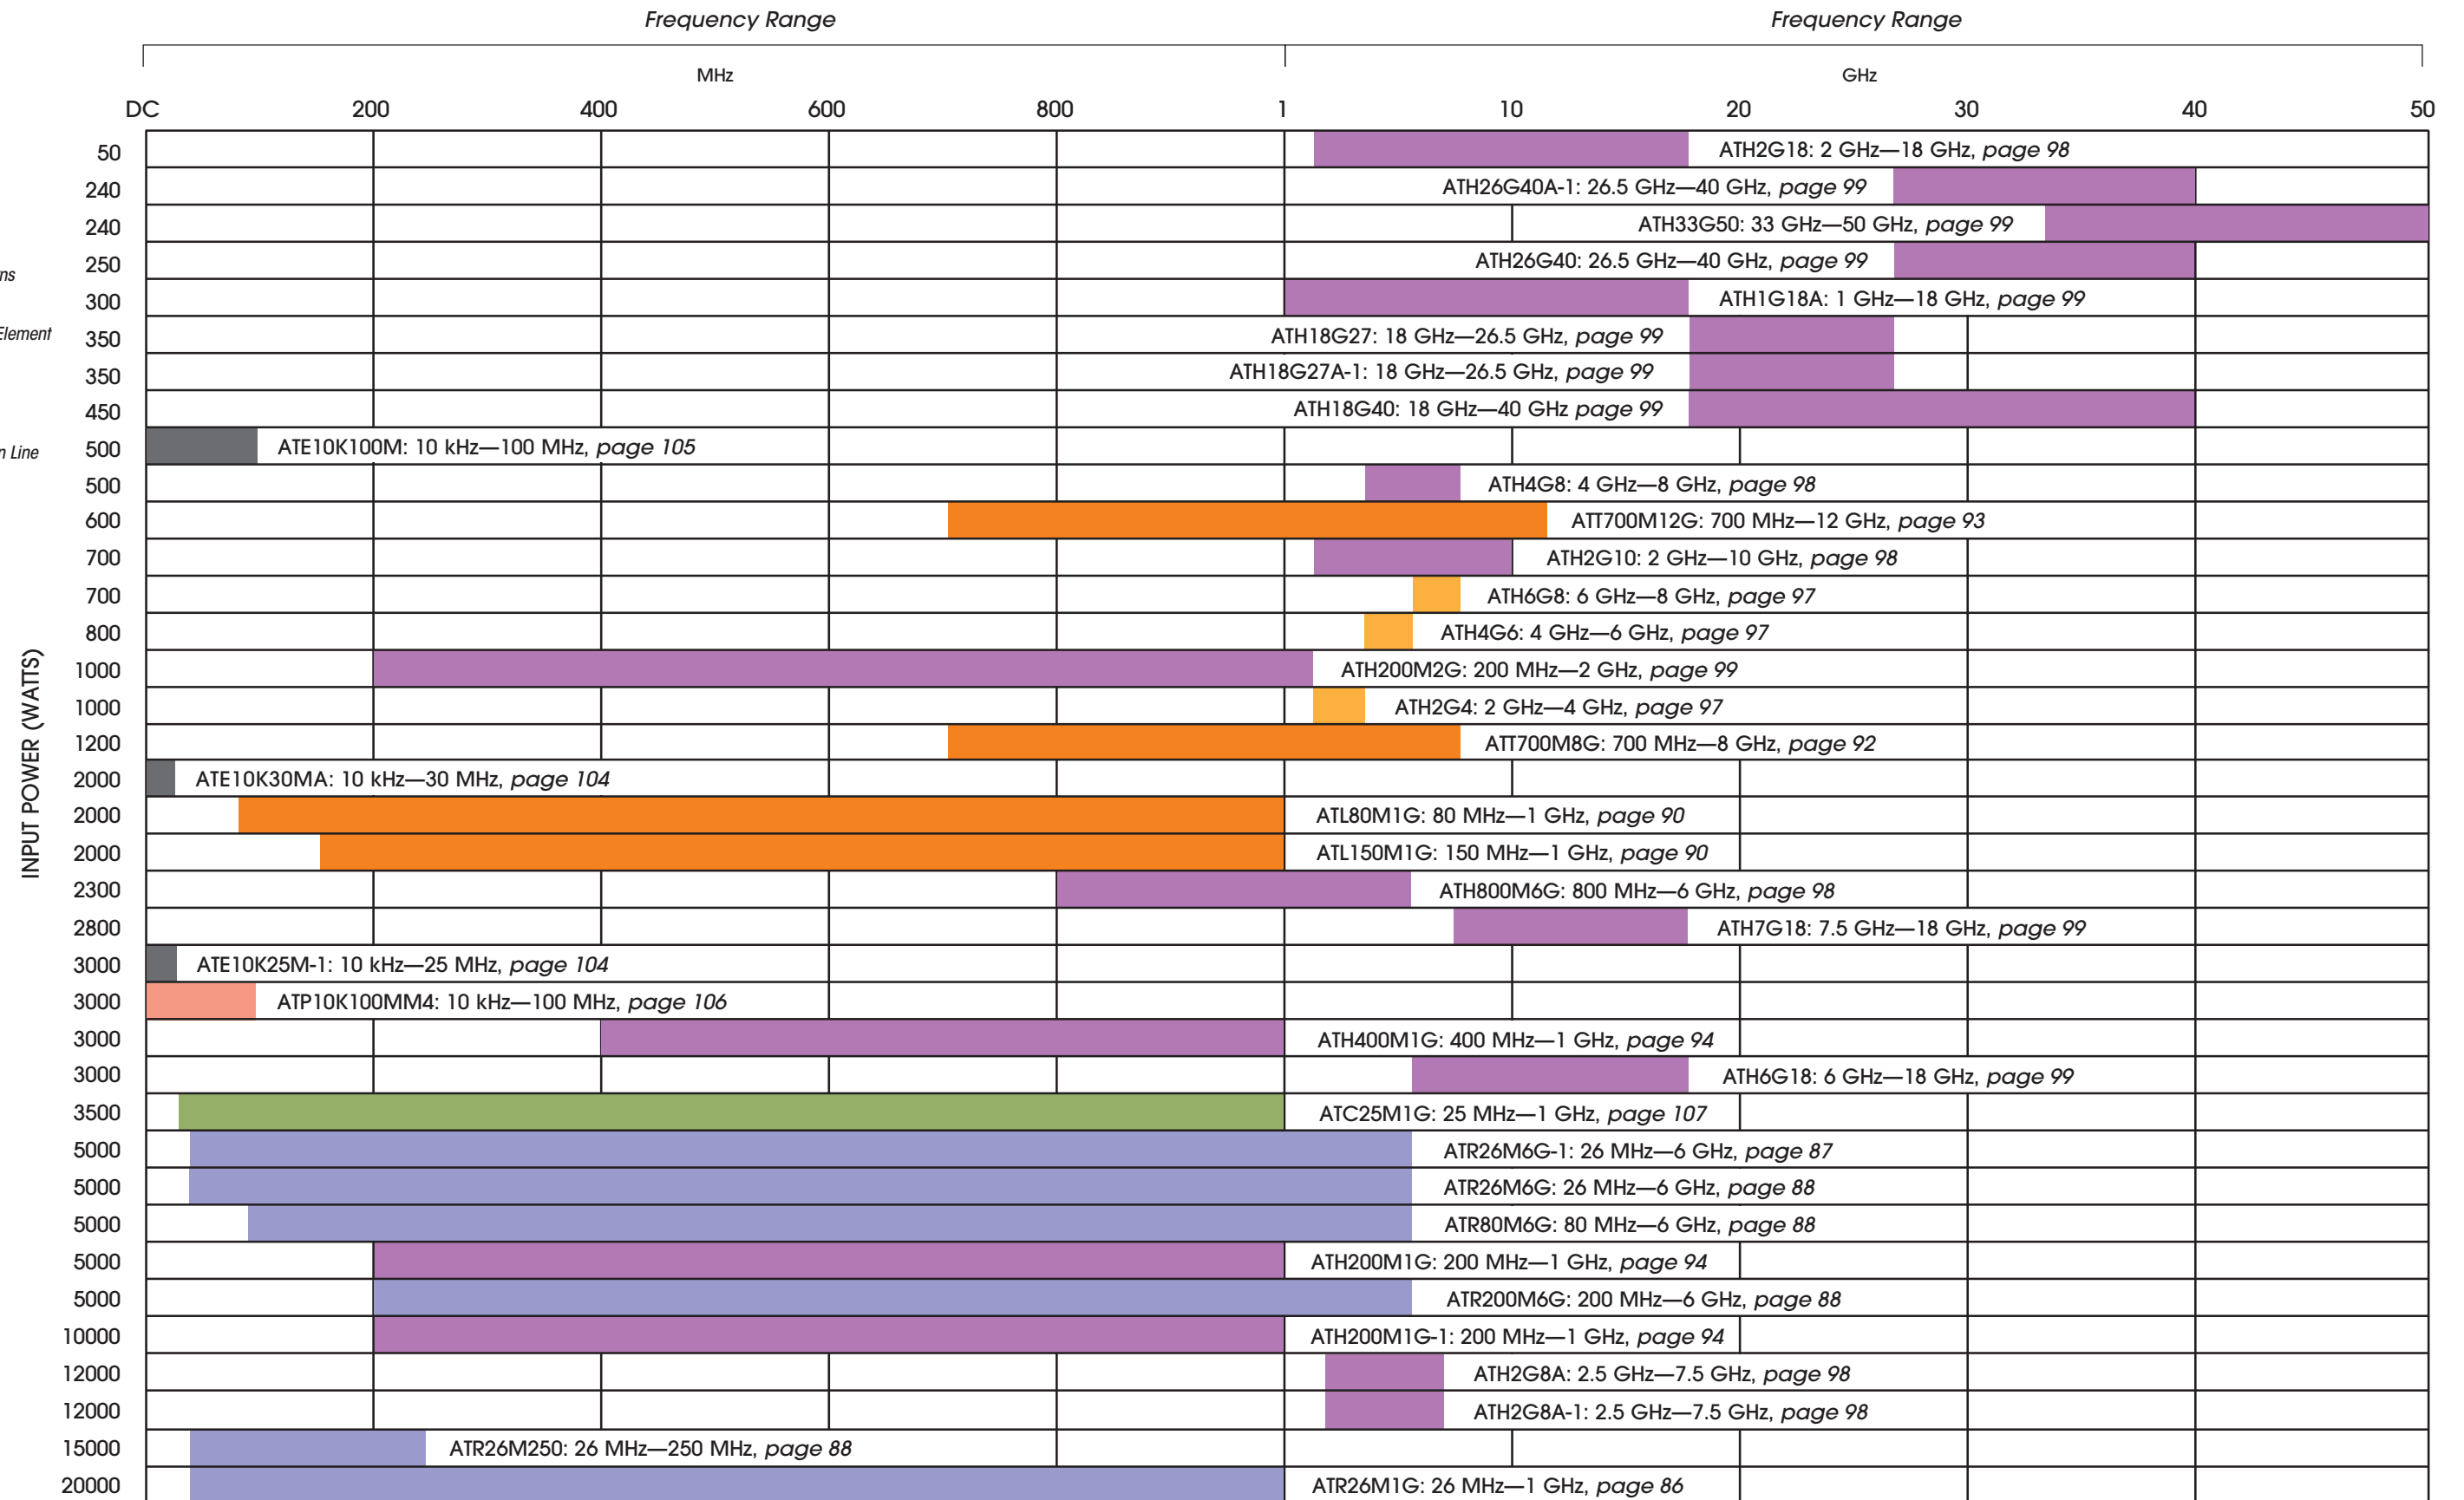 Frequency Range Frequency Range
MHz GHz
DC 200 400 600 800 1 10 20 30 40 50
50 ATH2G18: 2 GHz—18 GHz, page 98
240 ATH26G40A-1: 26.5 GHz—40 GHz, page 99
240 ATH33G50: 33 GHz—50 GHz, page 99
250 ATH26G40: 26.5 GHz—40 GHz, page 99
ns
300 ATH1G18A: 1 GHz—18 GHz, page 99
Element
350 ATH18G27: 18 GHz—26.5 GHz, page 99
350 ATH18G27A-1: 18 GHz—26.5 GHz, page 99
450 ATH18G40: 18 GHz—40 GHz page 99
n Line
500 ATE10K100M: 10 kHz—100 MHz, page 105
500 ATH4G8: 4 GHz—8 GHz, page 98
600 ATT700M12G: 700 MHz—12 GHz, page 93
700 ATH2G10: 2 GHz—10 GHz, page 98
700 ATH6G8: 6 GHz—8 GHz, page 97
800 ATH4G6: 4 GHz—6 GHz, page 97
INPUT POWER (WATTS)
1000 ATH200M2G: 200 MHz—2 GHz, page 99
1000 ATH2G4: 2 GHz—4 GHz, page 97
1200 ATT700M8G: 700 MHz—8 GHz, page 92
2000 ATE10K30MA: 10 kHz—30 MHz, page 104
2000 ATL80M1G: 80 MHz—1 GHz, page 90
2000 ATL150M1G: 150 MHz—1 GHz, page 90
2300 ATH800M6G: 800 MHz—6 GHz, page 98
2800 ATH7G18: 7.5 GHz—18 GHz, page 99
3000 ATE10K25M-1: 10 kHz—25 MHz, page 104
3000 ATP10K100MM4: 10 kHz—100 MHz, page 106
3000 ATH400M1G: 400 MHz—1 GHz, page 94
3000 ATH6G18: 6 GHz—18 GHz, page 99
3500 ATC25M1G: 25 MHz—1 GHz, page 107
5000 ATR26M6G-1: 26 MHz—6 GHz, page 87
5000 ATR26M6G: 26 MHz—6 GHz, page 88
5000 ATR80M6G: 80 MHz—6 GHz, page 88
5000 ATH200M1G: 200 MHz—1 GHz, page 94
5000 ATR200M6G: 200 MHz—6 GHz, page 88
10000 ATH200M1G-1: 200 MHz—1 GHz, page 94
12000 ATH2G8A: 2.5 GHz—7.5 GHz, page 98
12000 ATH2G8A-1: 2.5 GHz—7.5 GHz, page 98
15000 ATR26M250: 26 MHz—250 MHz, page 88
20000 ATR26M1G: 26 MHz—1 GHz, page 86